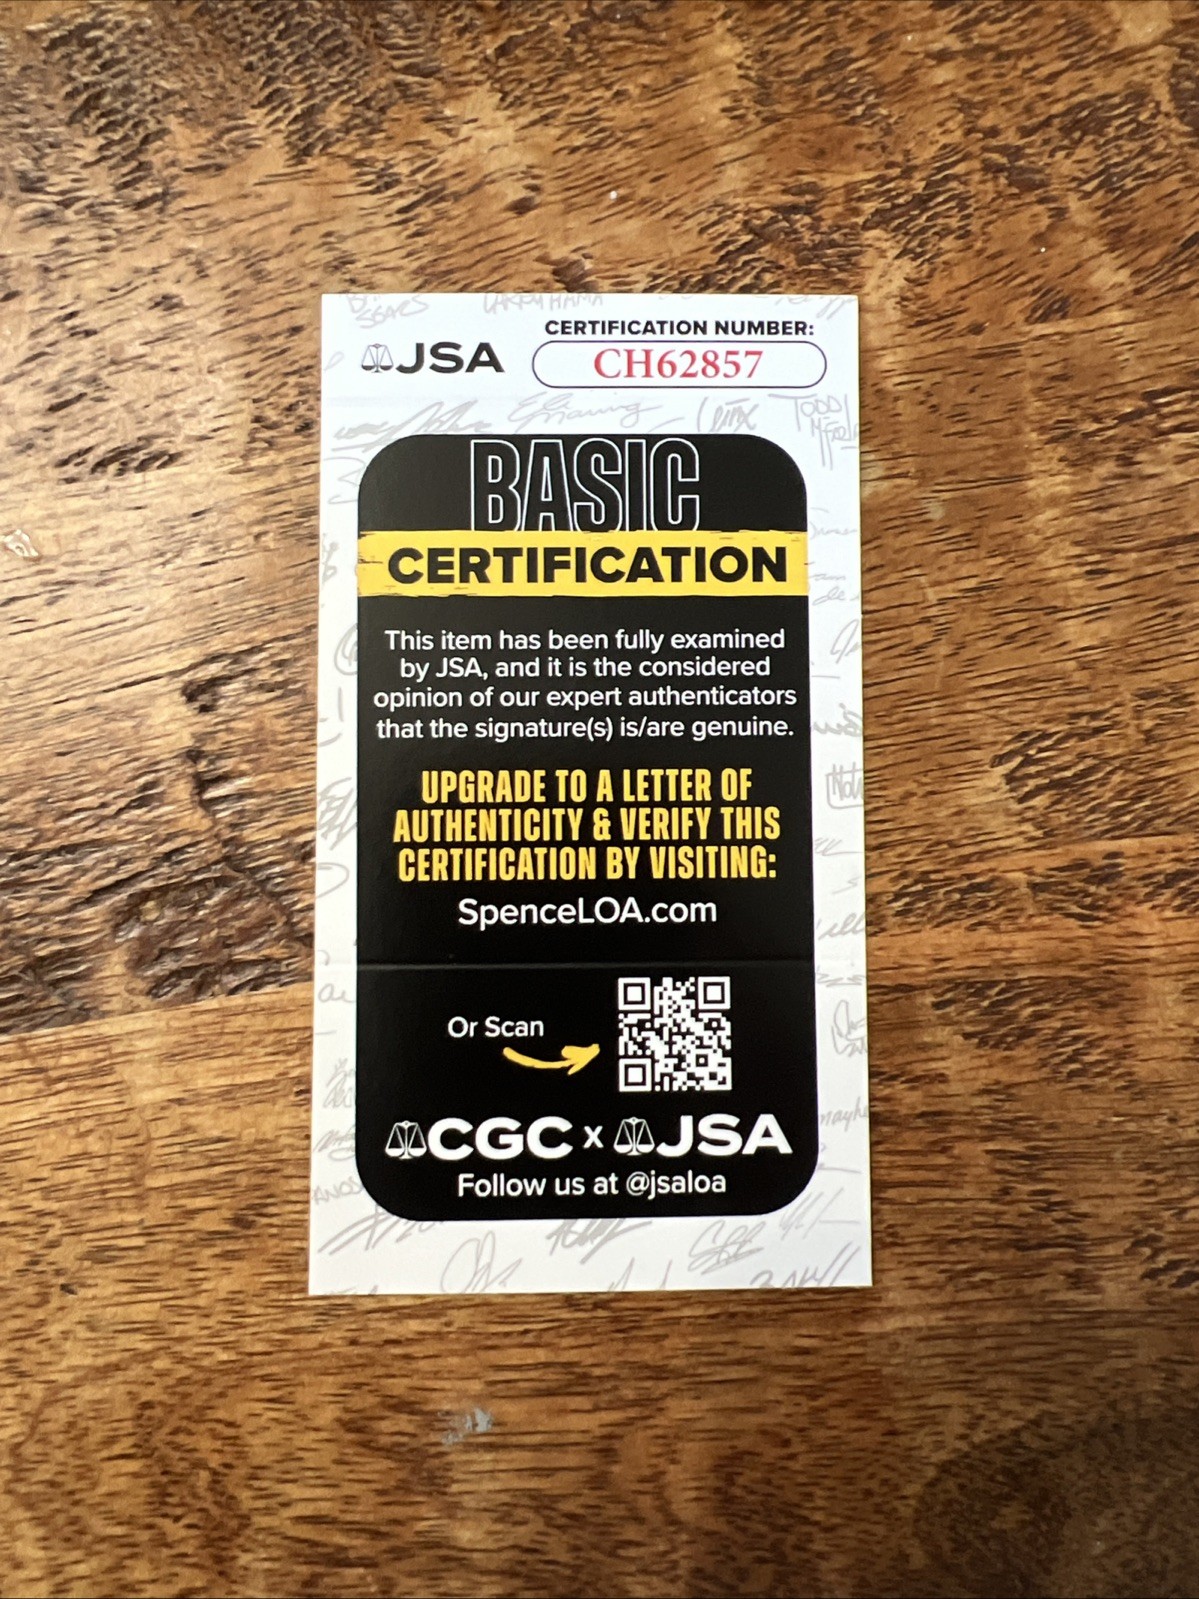 LARRY HAMA
JSA
CERTIFICATION NUMBER:
CH62857
BASIC
CERTIFICATION
This item has been fully examined
by JSA, and it is the considered
opinion of our expert authenticators
that the signature(s) is/are genuine.
UPGRADE TO A LETTER OF
AUTHENTICITY & VERIFY THIS
CERTIFICATION BY VISITING:
SpenceLOA.com
Or Scan
CGC x JSA
Follow us at @jsaloa